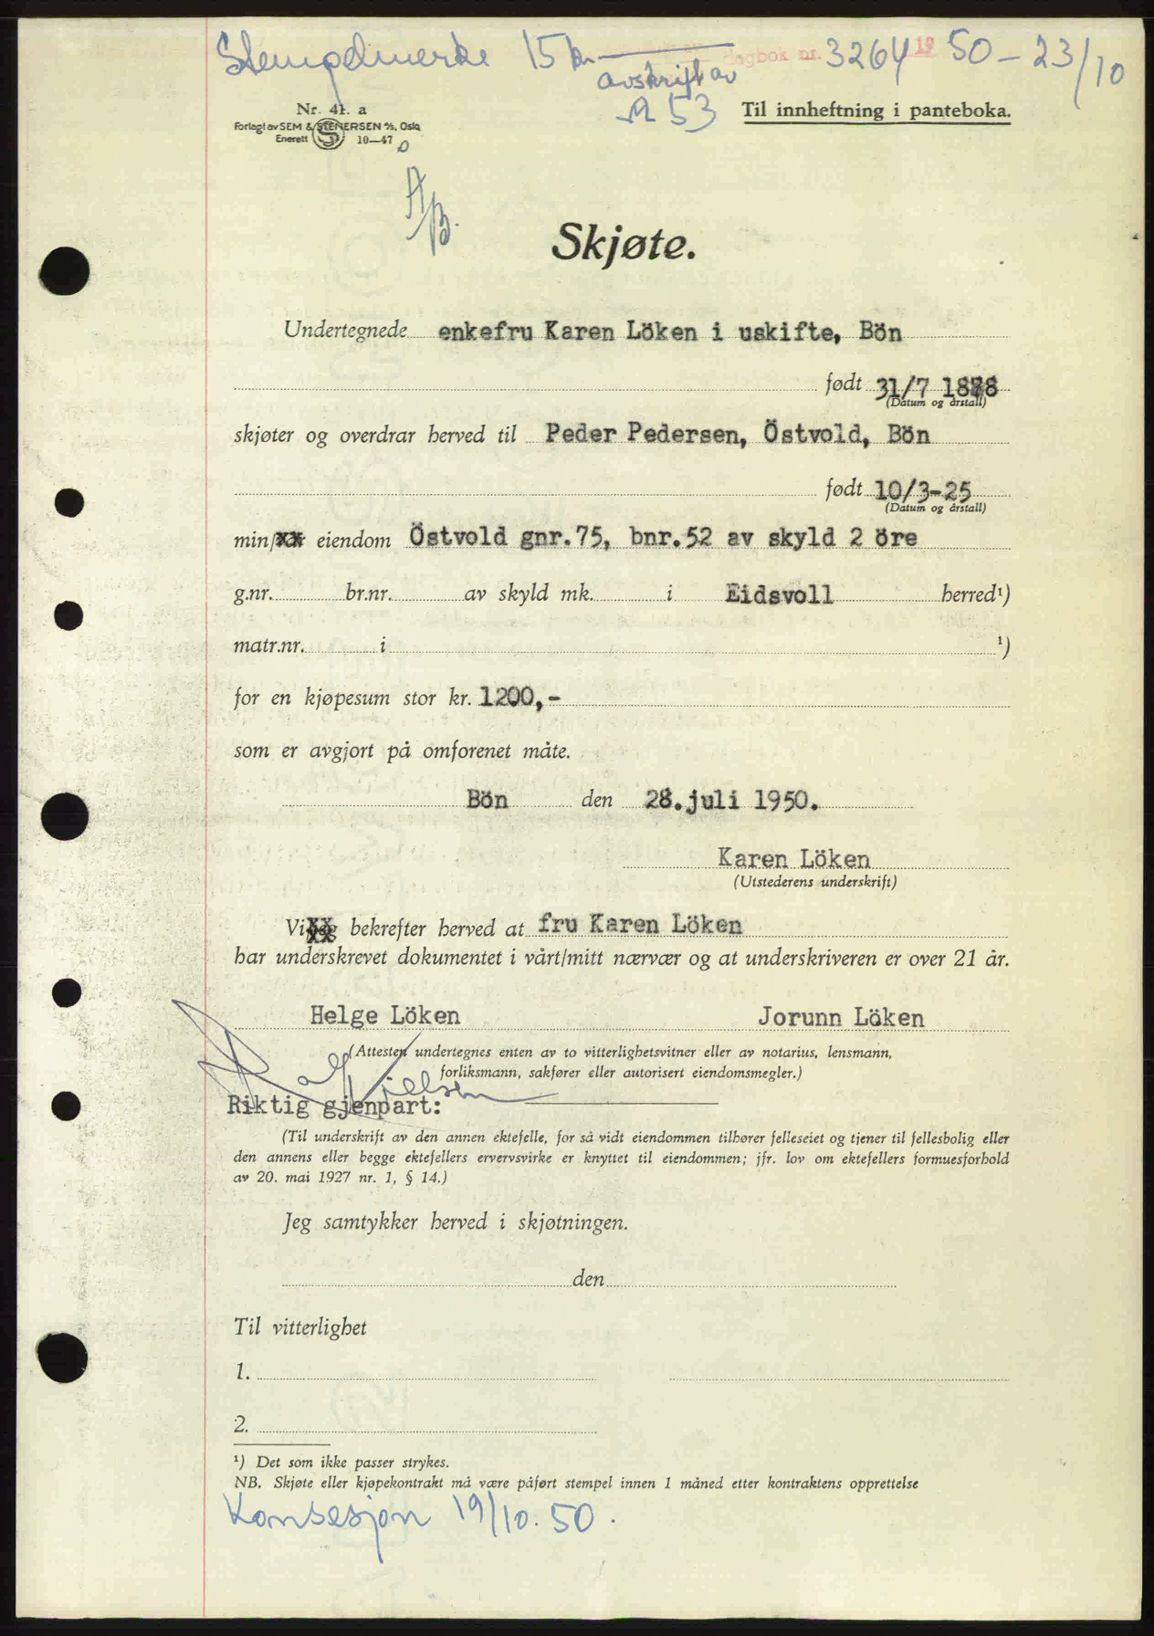 Stempelmerke 15 kr Dagbok nr. 3264 19 50 – 23/10
avskrift av
A 53
Nr. 41. a
Forlagt av SEM & STENERSEN A/S, Oslo
Enerett 10—47
Til innheftning i panteboka.
A/B.
Skjøte.
Undertegnede enkefru Karen Löken i uskifte, Bön
født 31/7 1878
(Datum og årstall)
skjøter og overdrar herved til Peder Pedersen, Östvold, Bön
født 10/3-25
(Datum og årstall)
min/xx eiendom Östvold gnr.75, bnr.52 av skyld 2 öre
g.nr. br.nr. av skyld mk. i Eidsvoll herred¹)
matr.nr. i ¹)
for en kjøpesum stor kr. 1200,-
som er avgjort på omforenet måte.
Bön den 28.juli 1950.
Karen Löken
(Utstederens underskrift)
Vi bekrefter herved at fru Karen Löken
har underskrevet dokumentet i vårt/mitt nærvær og at underskriveren er over 21 år.
Helge Löken Jorunn Löken
(Attesten undertegnes enten av to vitterlighetsvitner eller av notarius, lensmann,
forliksmann, sakfører eller autorisert eiendomsmegler.)
Riktig gjenpart:
(Til underskrift av den annen ektefelle, for så vidt eiendommen tilhører felleseiet og tjener til fellesbolig eller
den annens eller begge ektefellers ervervsvirke er knyttet til eiendommen; jfr. lov om ektefellers formuesforhold
av 20. mai 1927 nr. 1, § 14.)
Jeg samtykker herved i skjøtningen.
den
Til vitterlighet
1.
2.
¹) Det som ikke passer strykes.
NB. Skjøte eller kjøpekontrakt må være påført stempel innen 1 måned etter kontraktens opprettelse
Konsesjon 19/10.50.